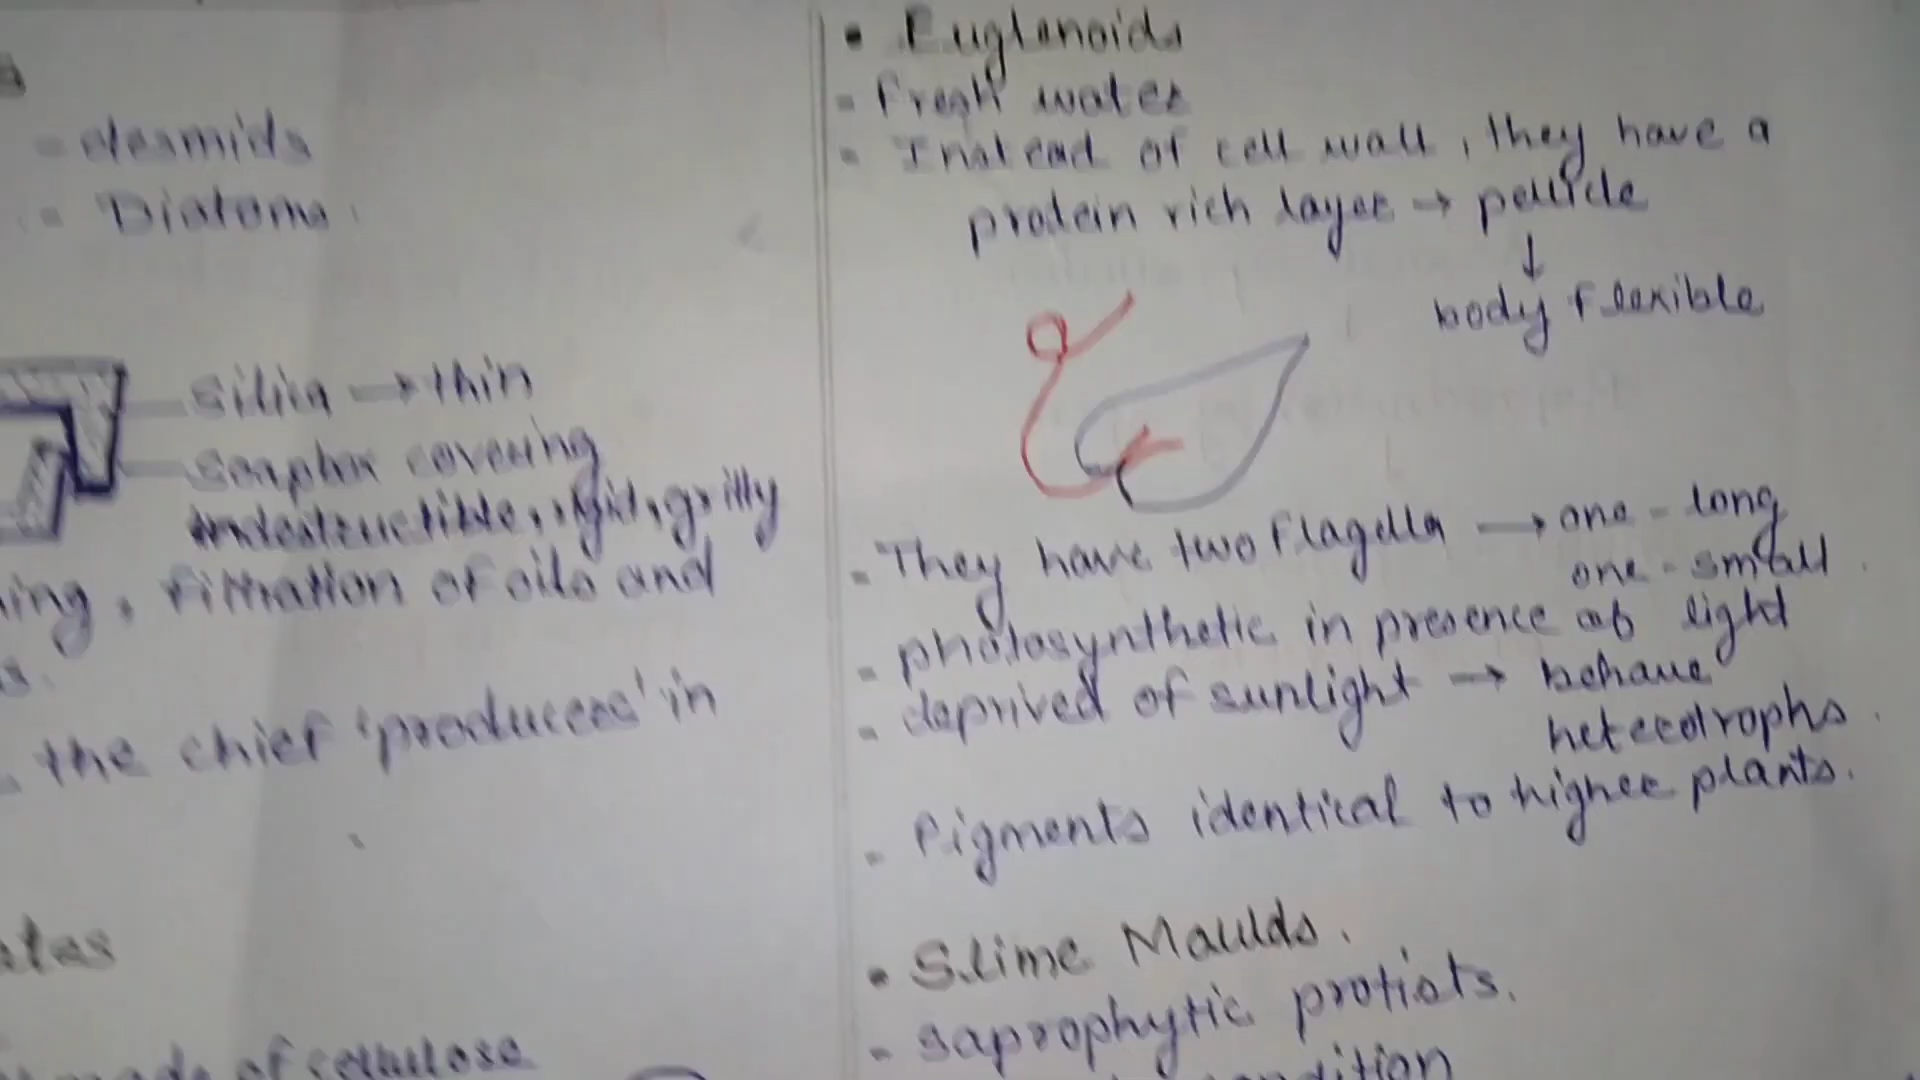 - desmids
- Diatoms.
silica → thin
soapbox covering
indestructible, rigid, gritty
filtration of oils and
the chief 'producers' in
made of cellulose
• Euglenoids
- Fresh water
- Instead of cell wall, they have a
protein rich layer → pellicle
↓
body flexible
- They have two flagella → one - long
one - small.
- photosynthetic in presence of light
- deprived of sunlight → behave
heterotrophs.
- Pigments identical to higher plants.
• Slime Moulds.
- saprophytic protists.